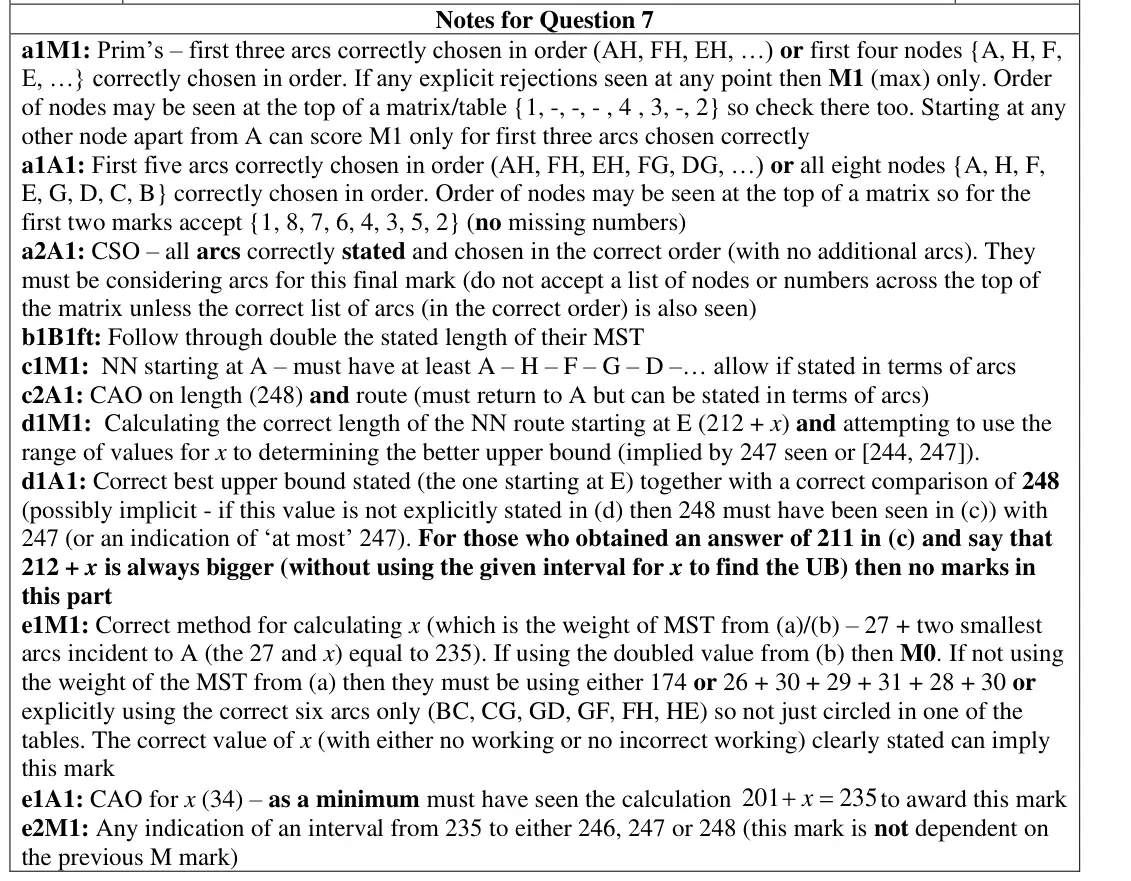 Notes for Question 7
a1M1: Prim’s – first three arcs correctly chosen in order (AH, FH, EH, …) or first four nodes {A, H, F,
E, …} correctly chosen in order. If any explicit rejections seen at any point then M1 (max) only. Order
of nodes may be seen at the top of a matrix/table {1, -, -, - , 4 , 3, -, 2} so check there too. Starting at any
other node apart from A can score M1 only for first three arcs chosen correctly
a1A1: First five arcs correctly chosen in order (AH, FH, EH, FG, DG, …) or all eight nodes {A, H, F,
E, G, D, C, B} correctly chosen in order. Order of nodes may be seen at the top of a matrix so for the
first two marks accept {1, 8, 7, 6, 4, 3, 5, 2} (no missing numbers)
a2A1: CSO – all arcs correctly stated and chosen in the correct order (with no additional arcs). They
must be considering arcs for this final mark (do not accept a list of nodes or numbers across the top of
the matrix unless the correct list of arcs (in the correct order) is also seen)
b1B1ft: Follow through double the stated length of their MST
c1M1: NN starting at A – must have at least A – H – F – G – D –… allow if stated in terms of arcs
c2A1: CAO on length (248) and route (must return to A but can be stated in terms of arcs)
d1M1: Calculating the correct length of the NN route starting at E (212 + x) and attempting to use the
range of values for x to determining the better upper bound (implied by 247 seen or [244, 247]).
d1A1: Correct best upper bound stated (the one starting at E) together with a correct comparison of 248
(possibly implicit - if this value is not explicitly stated in (d) then 248 must have been seen in (c)) with
247 (or an indication of ‘at most’ 247). For those who obtained an answer of 211 in (c) and say that
212 + x is always bigger (without using the given interval for x to find the UB) then no marks in
this part
e1M1: Correct method for calculating x (which is the weight of MST from (a)/(b) – 27 + two smallest
arcs incident to A (the 27 and x) equal to 235). If using the doubled value from (b) then M0. If not using
the weight of the MST from (a) then they must be using either 174 or 26 + 30 + 29 + 31 + 28 + 30 or
explicitly using the correct six arcs only (BC, CG, GD, GF, FH, HE) so not just circled in one of the
tables. The correct value of x (with either no working or no incorrect working) clearly stated can imply
this mark
e1A1: CAO for x (34) – as a minimum must have seen the calculation 201+ x = 235 to award this mark
e2M1: Any indication of an interval from 235 to either 246, 247 or 248 (this mark is not dependent on
the previous M mark)